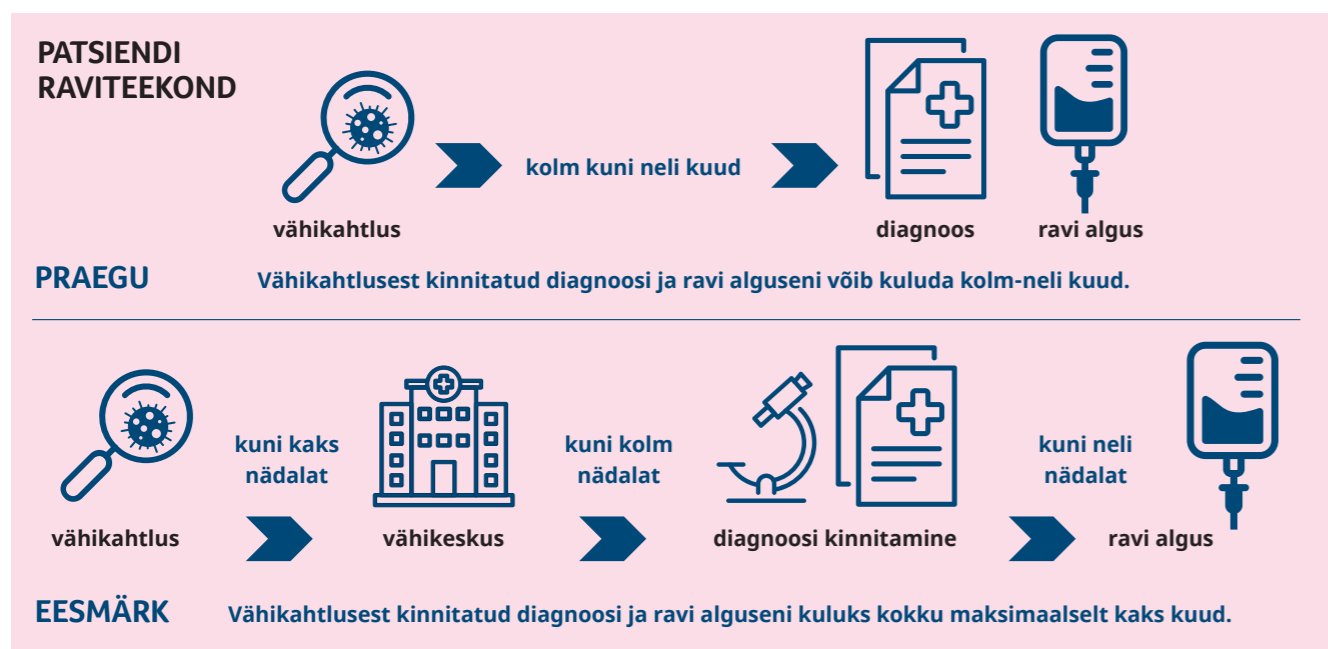 PATSIENDI
RAVITEEKOND
kolm kuni neli kuud
vähikahtlus
diagnoos
ravi algus
PRAEGU
Vähikahtlusest kinnitatud diagnoosi ja ravi alguseni võib kuluda kolm-neli kuud.
kuni kaks
nädalat
kuni kolm
nädalat
kuni neli
nädalat
vähikahtlus
vähikeskus
diagnoosi kinnitamine
ravi algus
EESMÄRK
Vähikahtlusest kinnitatud diagnoosi ja ravi alguseni kuluks kokku maksimaalselt kaks kuud.